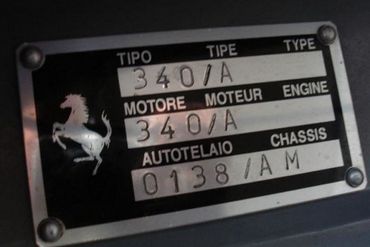 TIPO TIPE TYPE
340/A
MOTORE MOTEUR ENGINE
340/A
AUTOTELAIO CHASSIS
0138/AM